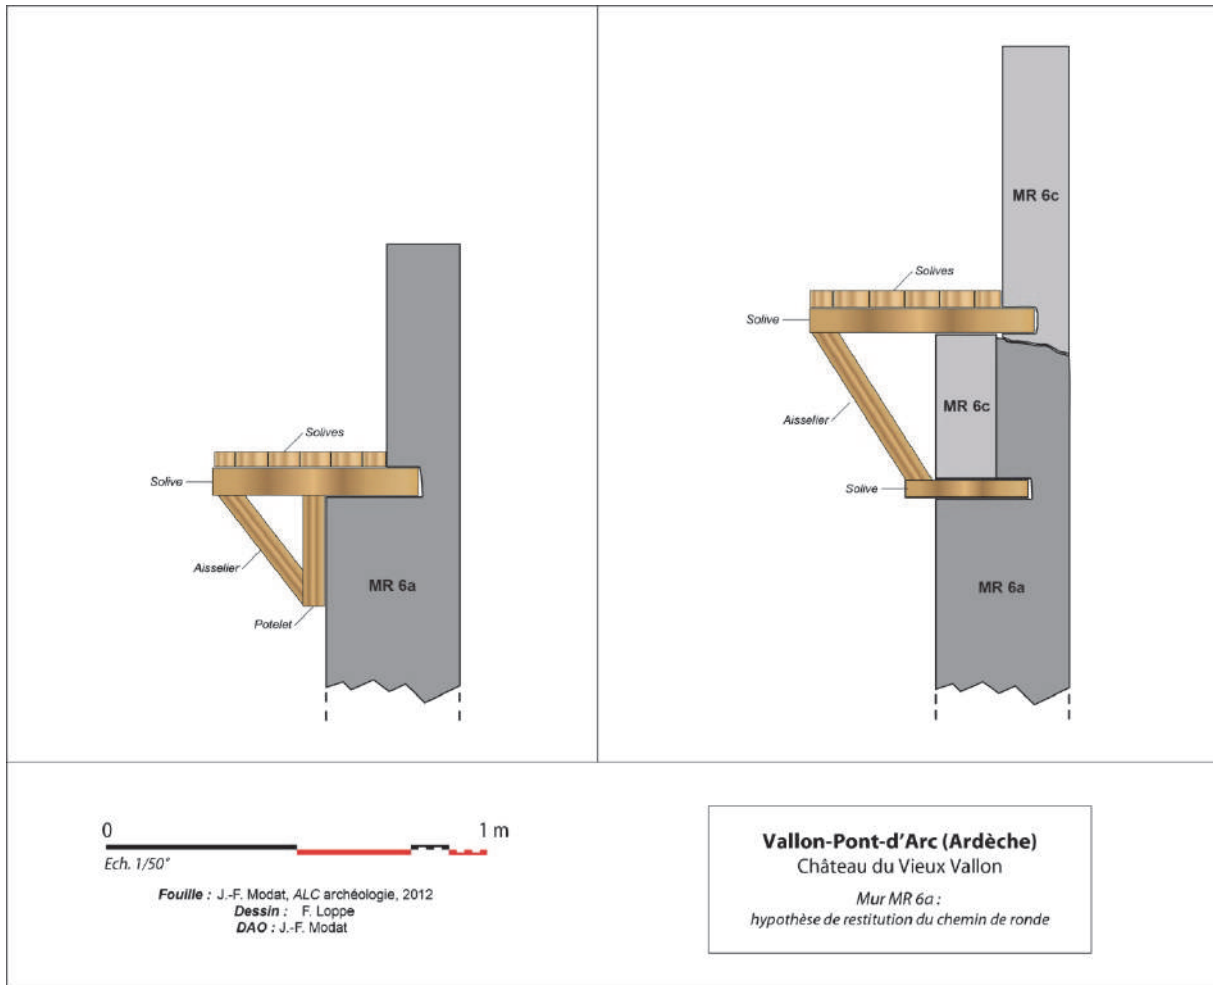 Solives
Solive
Aisselier
MR 6a
Potelet
MR 6c
Solives
Solive
MR 6c
Aisselier
Solive
MR 6a
0 1 m
Ech. 1/50°
Fouille : J.-F. Modat, ALC archéologie, 2012
Dessin : F. Loppe
DAO : J.-F. Modat
Vallon-Pont-d'Arc (Ardèche)
Château du Vieux Vallon
Mur MR 6a :
hypothèse de restitution du chemin de ronde